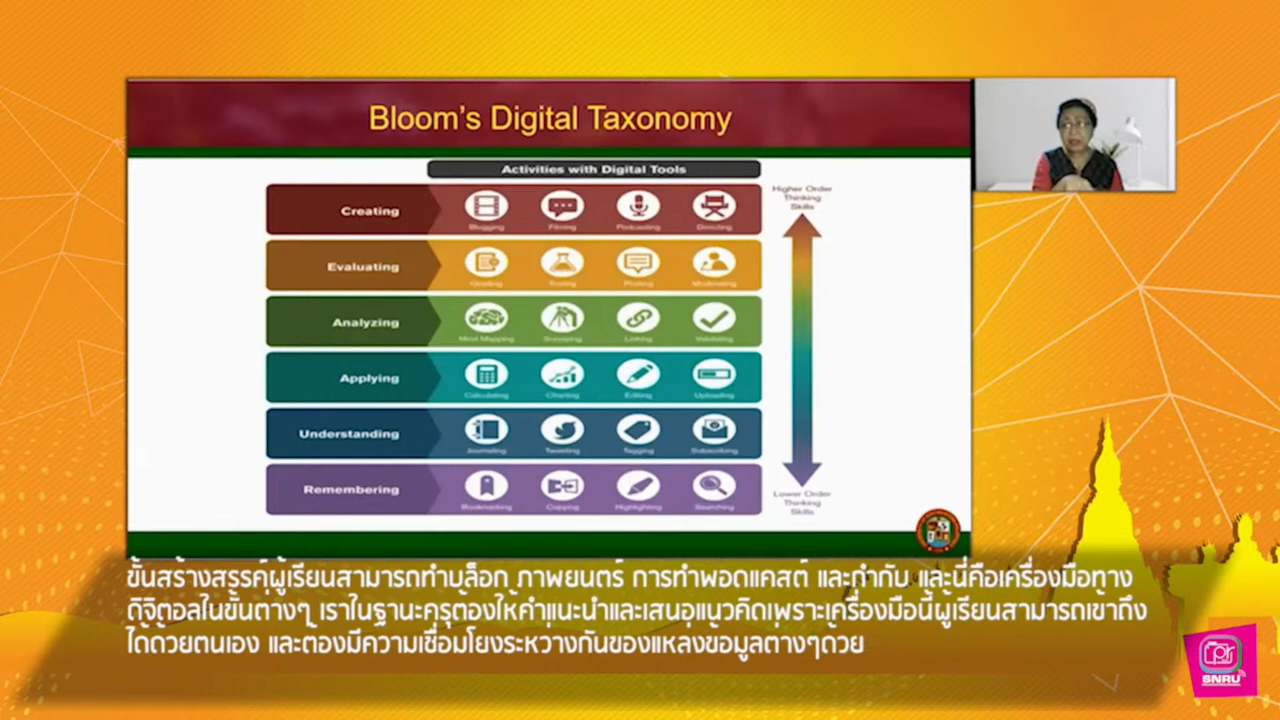 Bloom's Digital Taxonomy
Activities with Digital Tools
Higher Order
Thinking
Skills
Creating
Blogging Filming Podcasting Directing
Evaluating
Grading Testing Posting Moderating
Analyzing
Mind Mapping Surveying Linking Validating
Applying
Calculating Charting Editing Uploading
Understanding
Journaling Tweeting Tagging Subscribing
Remembering
Bookmarking Copying Highlighting Searching
Lower Order
Thinking
Skills
ขั้นสร้างสรรค์ผู้เรียนสามารถทำบล็อก ภาพยนตร์ การทำพอดแคสต์ และกำกับ และนี่คือเครื่องมือทาง
ดิจิตอลในขั้นต่างๆ เราในฐานะครูต้องให้คำแนะนำและเสนอแนวคิดเพราะเครื่องมือนี้ผู้เรียนสามารถเข้าถึง
ได้ด้วยตนเอง และต้องมีความเชื่อมโยงระหว่างกันของแหล่งข้อมูลต่างๆด้วย
pr
SNRU